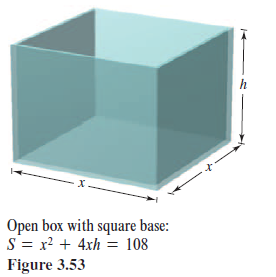 h
x
x
Open box with square base:
S = x² + 4xh = 108
Figure 3.53